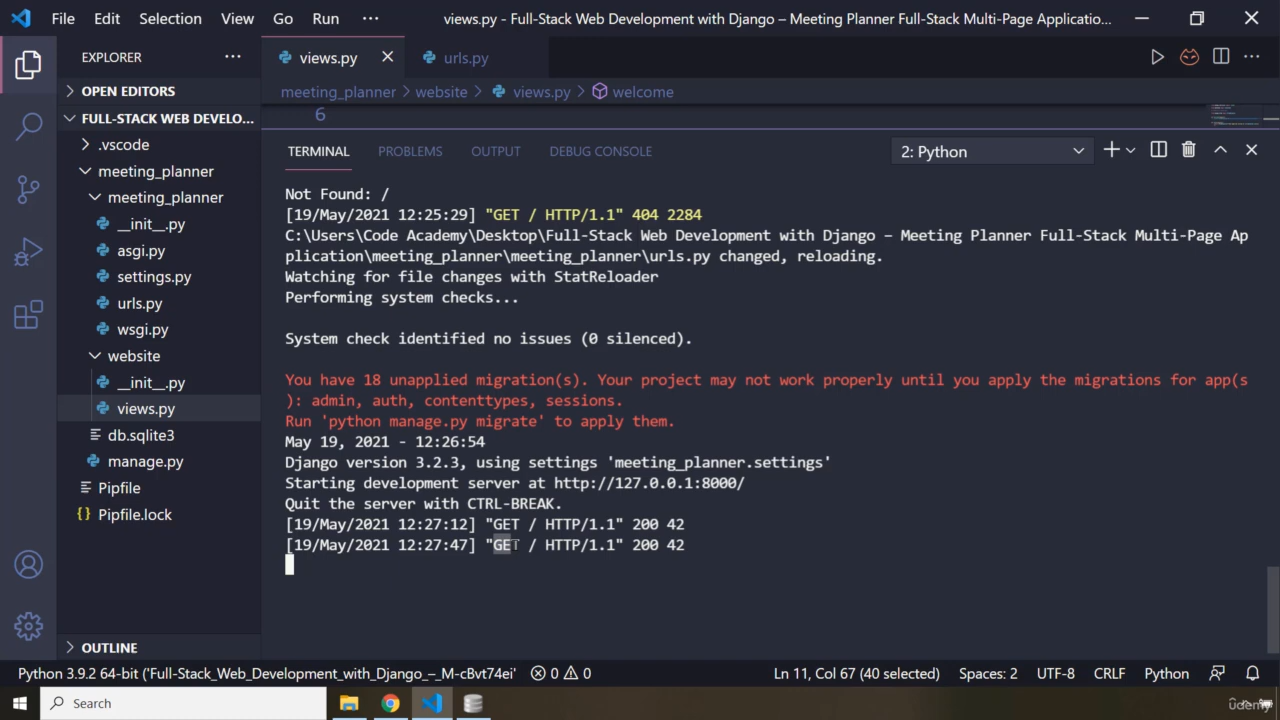 File Edit Selection View Go Run ··· views.py - Full-Stack Web Development with Django – Meeting Planner Full-Stack Multi-Page Applicatio...
EXPLORER ···
views.py
urls.py
OPEN EDITORS
meeting_planner > website > views.py > welcome
FULL-STACK WEB DEVELO...
6
.vscode
meeting_planner
meeting_planner
__init__.py
asgi.py
settings.py
urls.py
wsgi.py
website
__init__.py
views.py
db.sqlite3
manage.py
Pipfile
{} Pipfile.lock
OUTLINE
TERMINAL PROBLEMS OUTPUT DEBUG CONSOLE 2: Python
Not Found: /
[19/May/2021 12:25:29] "GET / HTTP/1.1" 404 2284
C:\Users\Code Academy\Desktop\Full-Stack Web Development with Django – Meeting Planner Full-Stack Multi-Page Ap
plication\meeting_planner\meeting_planner\urls.py changed, reloading.
Watching for file changes with StatReloader
Performing system checks...
System check identified no issues (0 silenced).
You have 18 unapplied migration(s). Your project may not work properly until you apply the migrations for app(s
): admin, auth, contenttypes, sessions.
Run 'python manage.py migrate' to apply them.
May 19, 2021 - 12:26:54
Django version 3.2.3, using settings 'meeting_planner.settings'
Starting development server at http://127.0.0.1:8000/
Quit the server with CTRL-BREAK.
[19/May/2021 12:27:12] "GET / HTTP/1.1" 200 42
[19/May/2021 12:27:47] "GET / HTTP/1.1" 200 42
Python 3.9.2 64-bit ('Full-Stack_Web_Development_with_Django_–_M-cBvt74ei' 0 0 Ln 11, Col 67 (40 selected) Spaces: 2 UTF-8 CRLF Python
Search
udemy